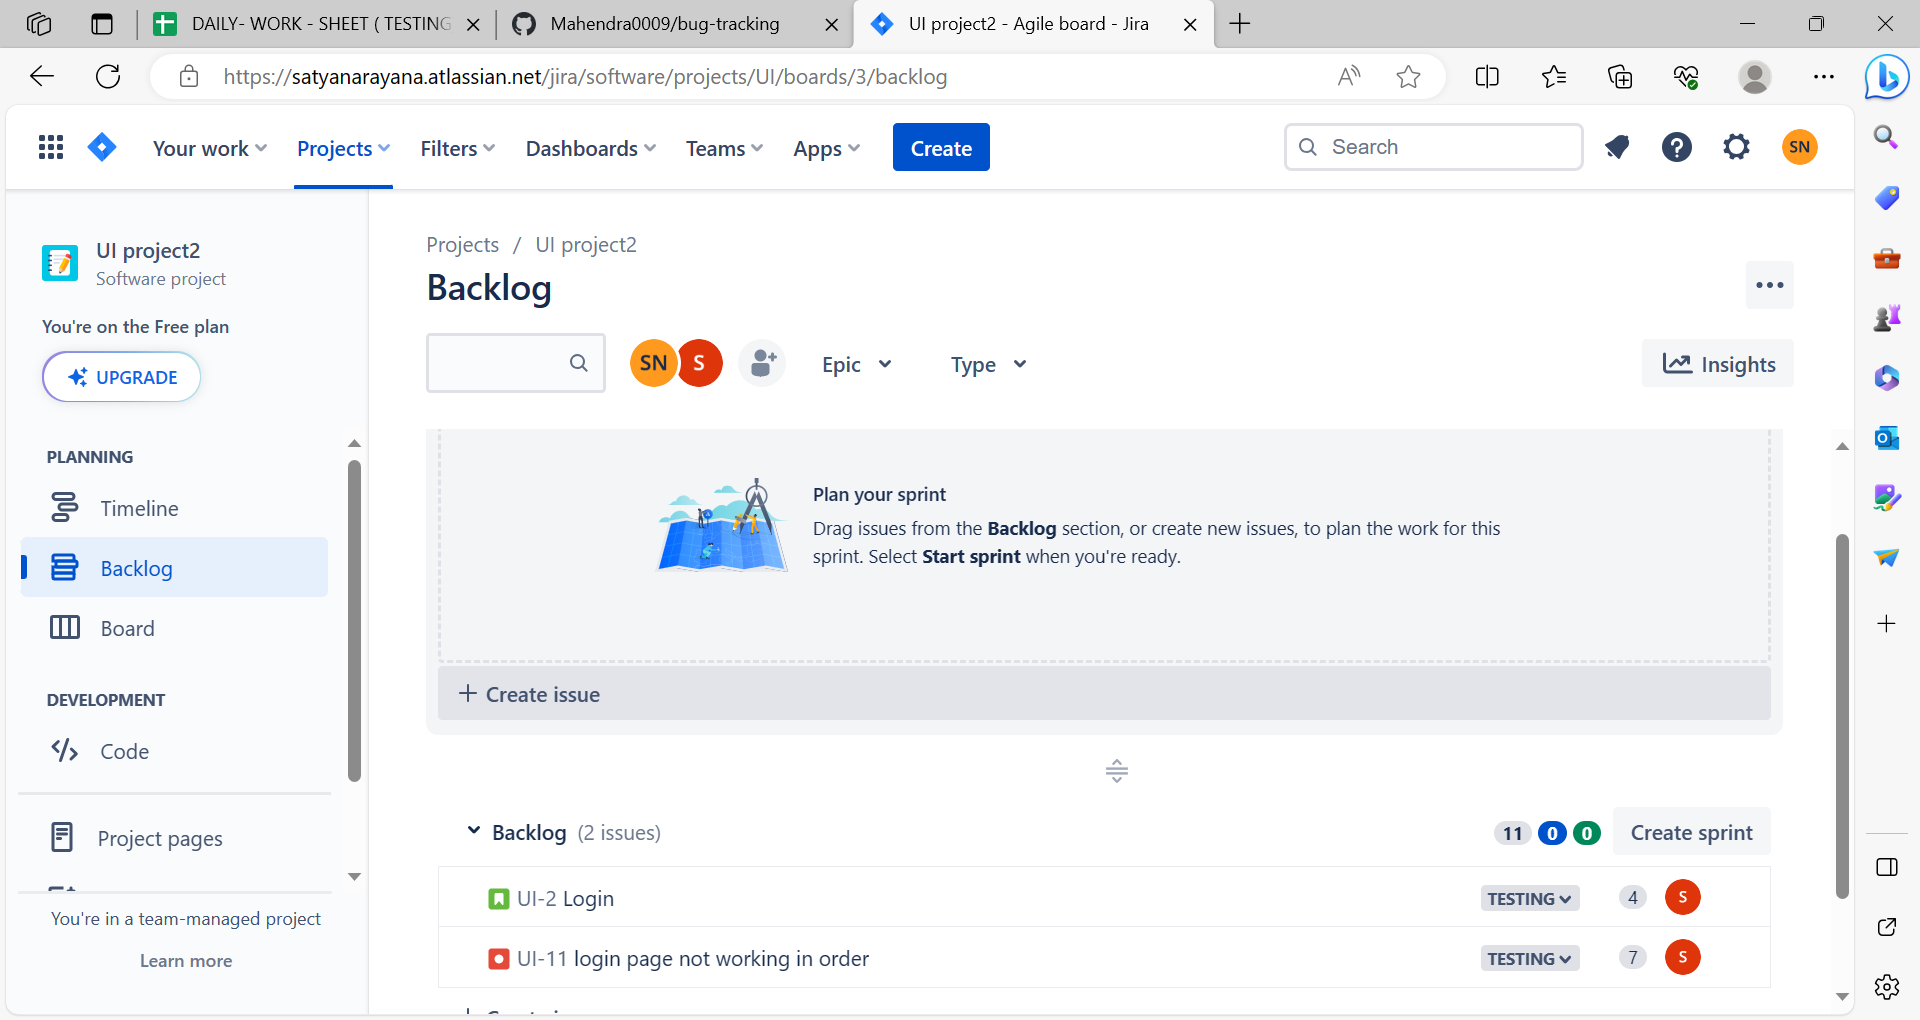 DAILY- WORK - SHEET ( TESTING
Mahendra0009/bug-tracking
UI project2 - Agile board - Jira
https://satyanarayana.atlassian.net/jira/software/projects/UI/boards/3/backlog
Your work
Projects
Filters
Dashboards
Teams
Apps
Create
Search
SN
UI project2
Software project
You're on the Free plan
UPGRADE
PLANNING
Timeline
Backlog
Board
DEVELOPMENT
Code
Project pages
You're in a team-managed project
Learn more
Projects / UI project2
Backlog
SN S
Epic
Type
Insights
Plan your sprint
Drag issues from the Backlog section, or create new issues, to plan the work for this
sprint. Select Start sprint when you're ready.
+ Create issue
Backlog (2 issues)
11 0 0
Create sprint
UI-2 Login
TESTING
4
S
UI-11 login page not working in order
TESTING
7
S